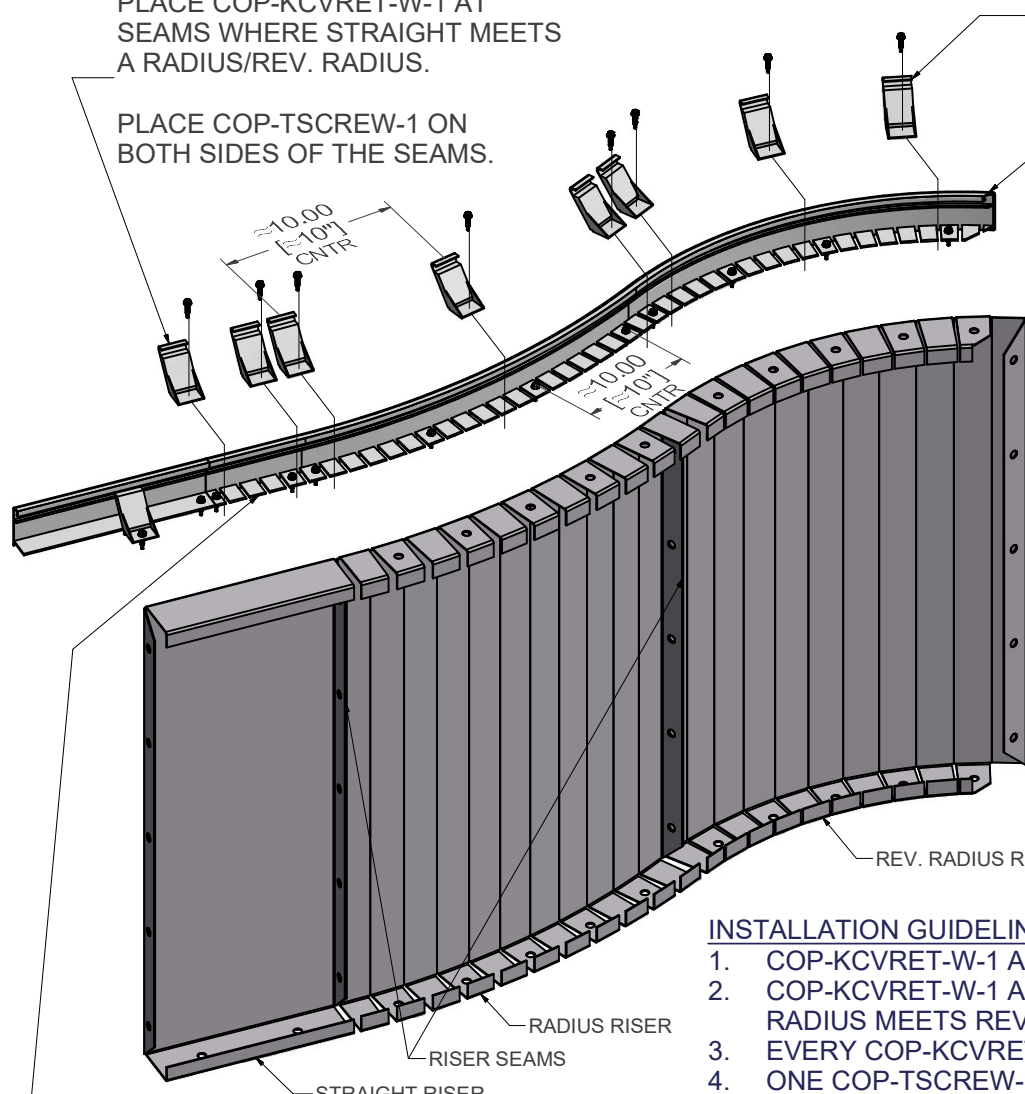 PLACE COP-KCVRET-W-1 AT
SEAMS WHERE STRAIGHT MEETS
A RADIUS/REV. RADIUS.
PLACE COP-TSCREW-1 ON
BOTH SIDES OF THE SEAMS.
≈10.00
[≈10"]
CNTR
≈10.00
[≈10"]
CNTR
REV. RADIUS R
INSTALLATION GUIDELIN
1. COP-KCVRET-W-1 A
2. COP-KCVRET-W-1 A
RADIUS MEETS REV
3. EVERY COP-KCVRE
4. ONE COP-TSCREW-
RADIUS RISER
RISER SEAMS
STRAIGHT RISER